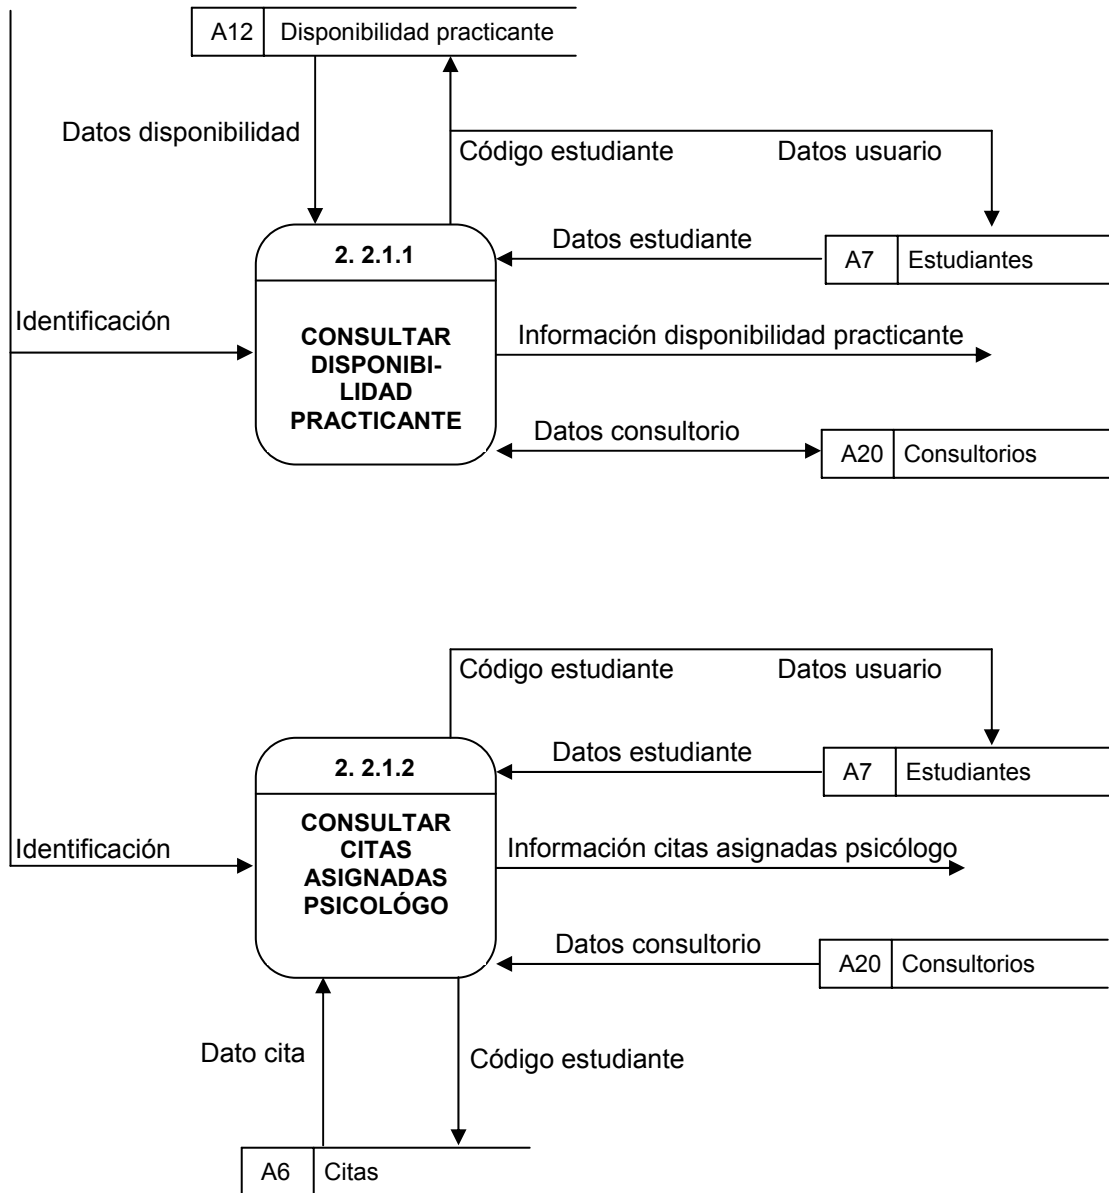 A12 Disponibilidad practicante
Datos disponibilidad
Código estudiante Datos usuario
2. 2.1.1
Datos estudiante
A7 Estudiantes
Identificación
CONSULTAR
DISPONIBI-
LIDAD
PRACTICANTE
Información disponibilidad practicante
Datos consultorio
A20 Consultorios
Código estudiante Datos usuario
2. 2.1.2
Datos estudiante
A7 Estudiantes
Identificación
CONSULTAR
CITAS
ASIGNADAS
PSICOLÓGO
Información citas asignadas psicólogo
Datos consultorio
A20 Consultorios
Dato cita
Código estudiante
A6 Citas